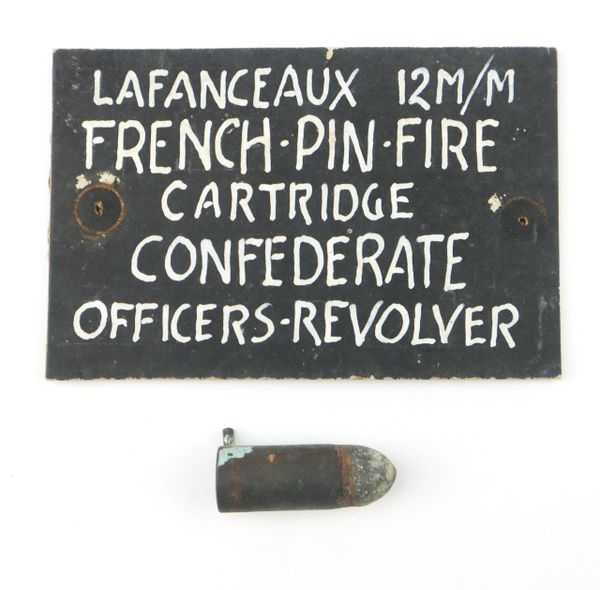 LAFANCEAUX 12M/M
FRENCH·PIN·FIRE
CARTRIDGE
CONFEDERATE
OFFICERS-REVOLVER